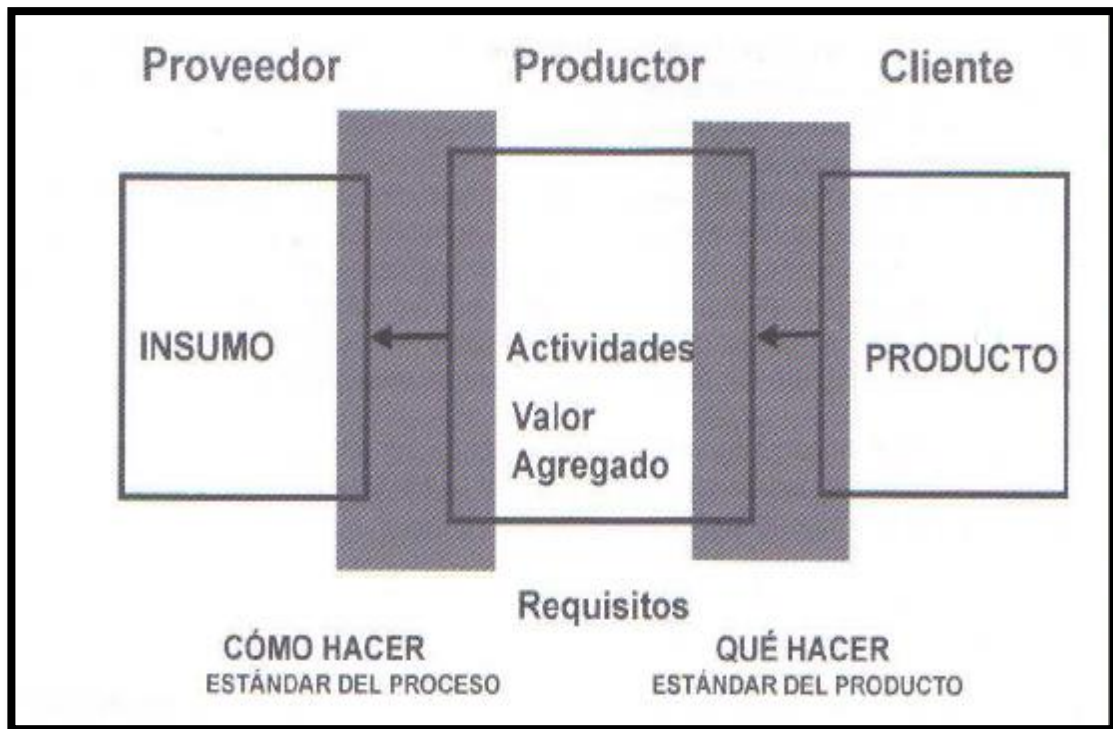 Proveedor Productor Cliente
INSUMO
Actividades
Valor
Agregado
PRODUCTO
Requisitos
CÓMO HACER
ESTÁNDAR DEL PROCESO
QUÉ HACER
ESTÁNDAR DEL PRODUCTO